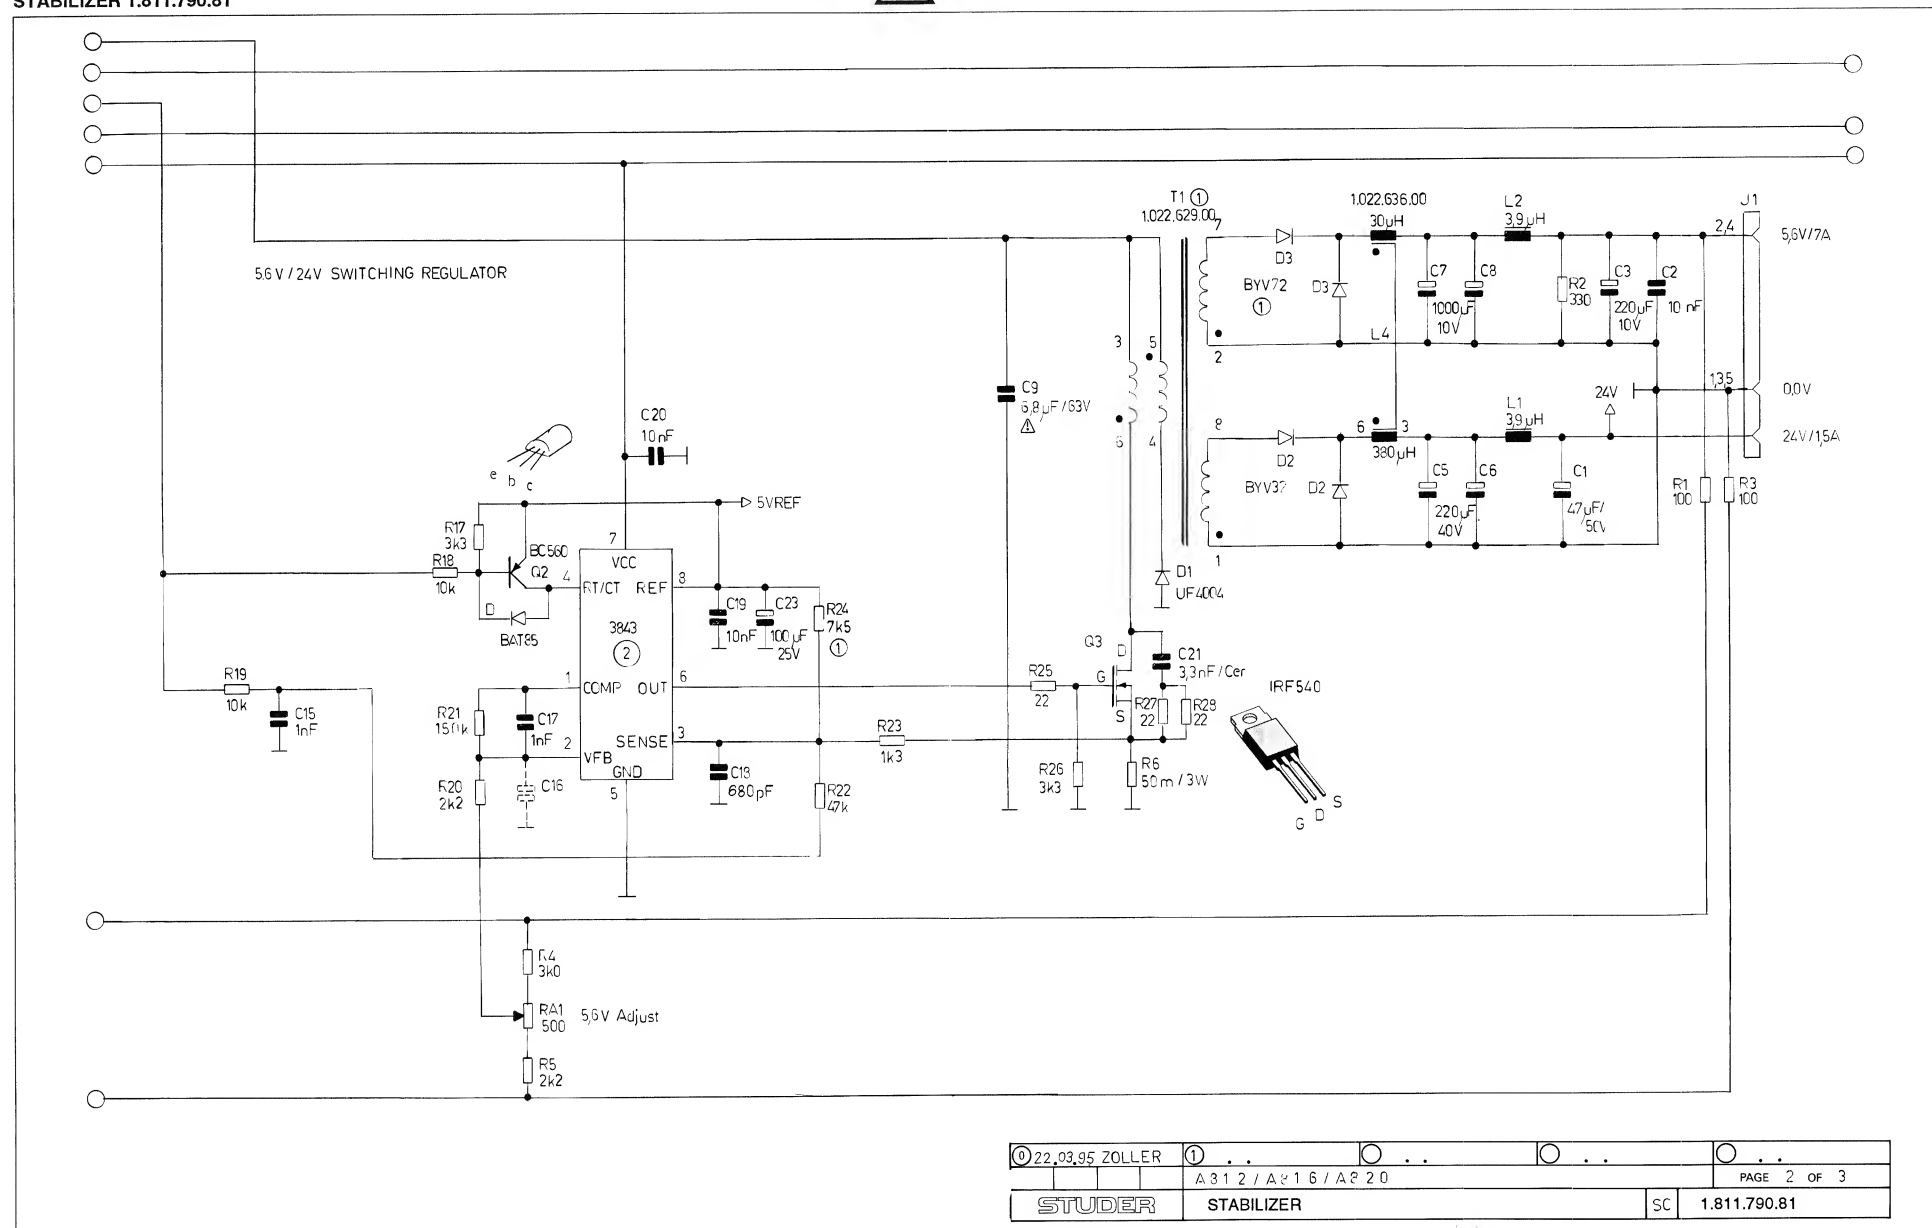 STABILIZER 1.811.790.81
T1 ①
1.022.629.00
1.022.636.00
30µH
L2
3,9µH
J1
7
2,4
5,6V/7A
5.6 V / 24V SWITCHING REGULATOR
D3
BYV72
①
D3
C7
C8
1000µF
10V
R2
330
C3
220µF
10V
C2
10 nF
L4
2
3
5
C9
6,8µF/63V
6
4
1,3,5
0,0V
24V
L1
3,9µH
8
6
3
380µH
24V/1,5A
D2
BYV32
D2
C5
C6
220µF
40V
C1
47µF/
50V
R1
100
R3
100
1
C20
10nF
e b c
5VREF
R17
3k3
R18
10k
BC560
Q2
7
VCC
4
RT/CT
REF
8
D
BAT85
3843
②
C19
10nF
C23
100µF
25V
R24
7k5
①
D1
UF4004
Q3
D
G
S
C21
3,3nF/Cer
IRF540
R19
10k
C15
1nF
1
COMP
OUT
6
R25
22
R27
22
R28
22
R21
150k
C17
1nF
2
VFB
SENSE
3
R23
1k3
GND
5
R20
2k2
C16
C18
680pF
R22
47k
R26
3k3
R6
50m/3W
G D S
R4
3k0
RA1
500
5,6V Adjust
R5
2k2
⓪ 22.03.95 ZOLLER
① . .
. .
. .
. .
A812/A816/A820
PAGE 2 OF 3
STUDER
STABILIZER
SC
1.811.790.81